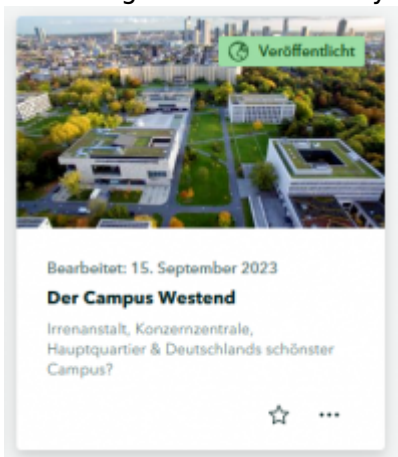 Veröffentlicht
Bearbeitet: 15. September 2023
Der Campus Westend
Irrenanstalt, Konzernzentrale,
Hauptquartier & Deutschlands schönster
Campus?